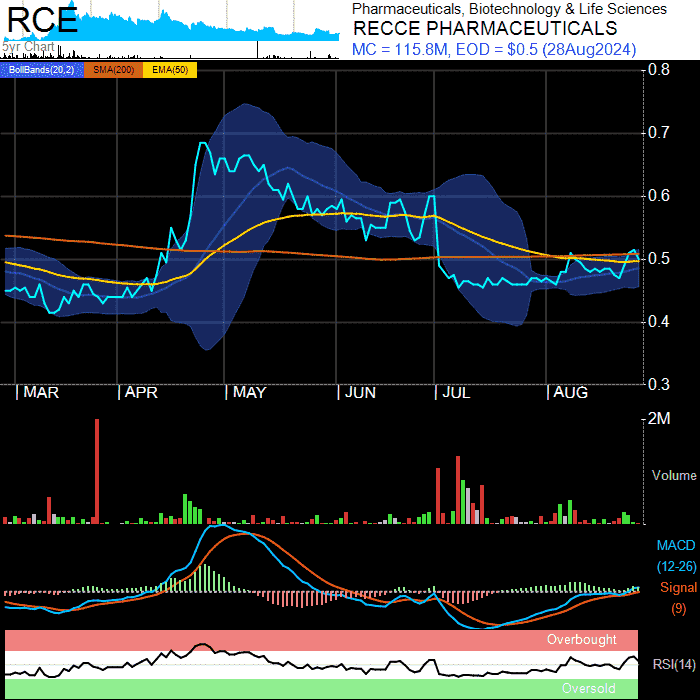 RCE
5yr Chart
Pharmaceuticals, Biotechnology & Life Sciences
RECCE PHARMACEUTICALS
MC = 115.8M, EOD = $0.5 (28Aug2024)
BollBands(20,2) SMA(200) EMA(50)
0.8
0.7
0.6
0.5
0.4
0.3
MAR APR MAY JUN JUL AUG
2M
Volume
MACD
(12-26)
Signal
(9)
Overbought
RSI(14)
Oversold